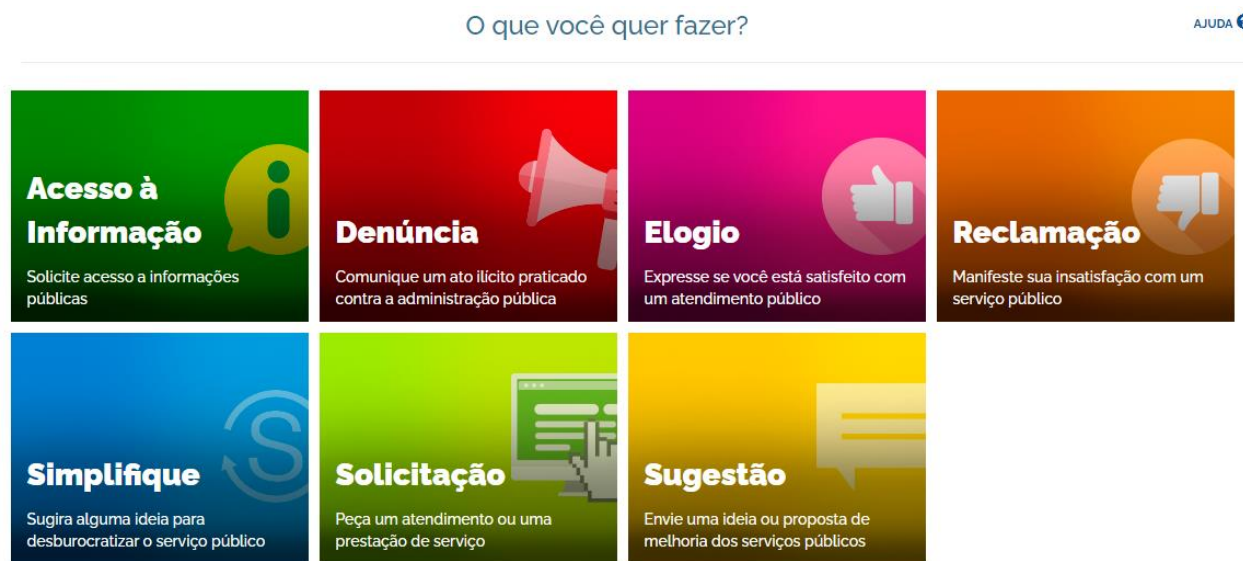 O que você quer fazer?
AJUDA
Acesso à
Informação
Solicite acesso a informações
públicas
Denúncia
Comunique um ato ilícito praticado
contra a administração pública
Elogio
Expresse se você está satisfeito com
um atendimento público
Reclamação
Manifeste sua insatisfação com um
serviço público
Simplifique
Sugira alguma ideia para
desburocratizar o serviço público
Solicitação
Peça um atendimento ou uma
prestação de serviço
Sugestão
Envie uma ideia ou proposta de
melhoria dos serviços públicos